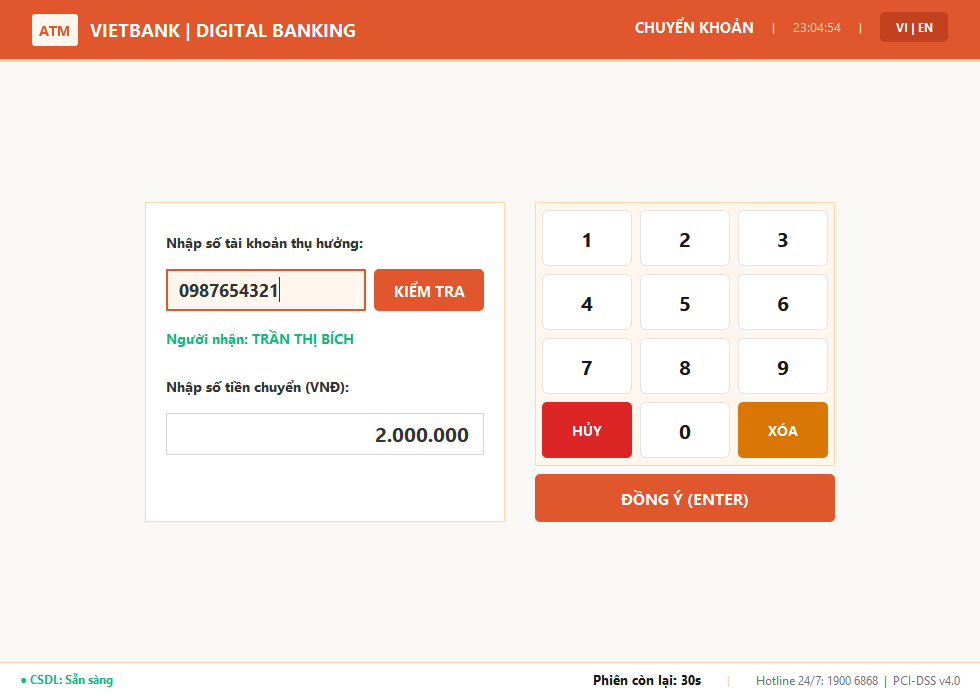 ATM VIETBANK | DIGITAL BANKING CHUYỂN KHOẢN | 23:04:54 | VI | EN
Nhập số tài khoản thụ hưởng:
0987654321 KIỂM TRA
Người nhận: TRẦN THỊ BÍCH
Nhập số tiền chuyển (VNĐ):
2.000.000
1 2 3
4 5 6
7 8 9
HỦY 0 XÓA
ĐỒNG Ý (ENTER)
● CSDL: Sẵn sàng Phiên còn lại: 30s | Hotline 24/7: 1900 6868 | PCI-DSS v4.0